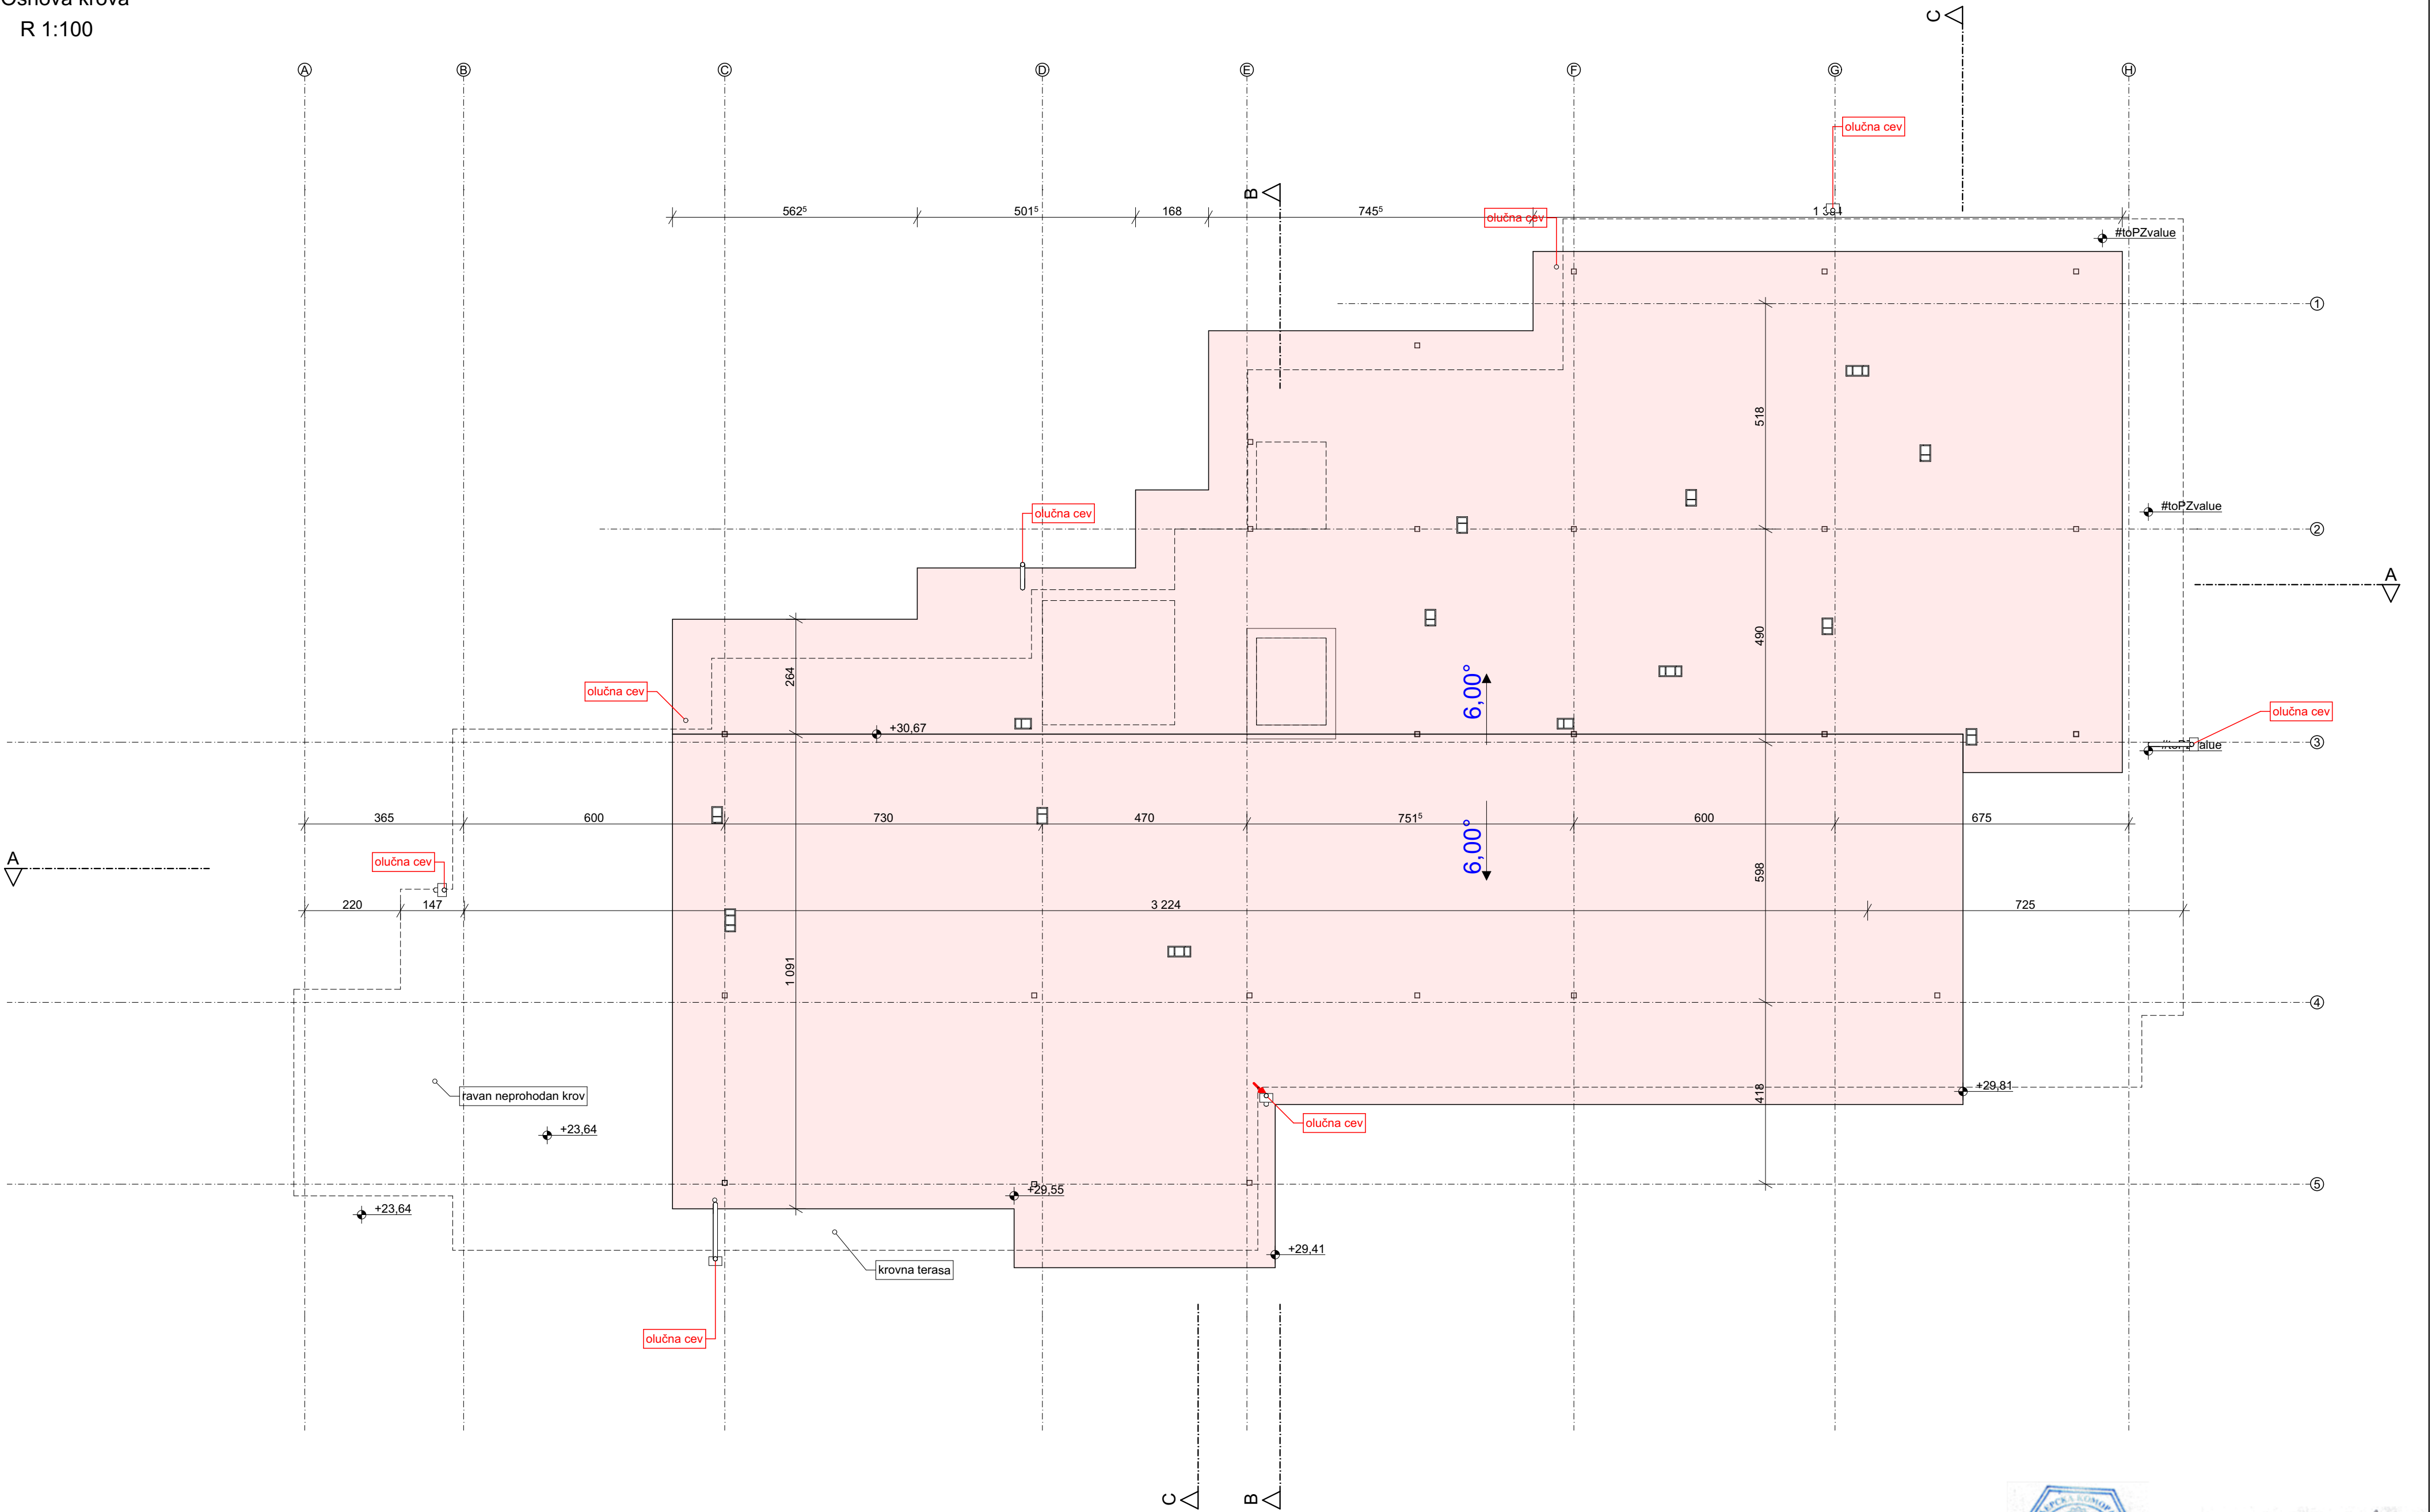 Osnova krova
R 1:100
C
A
B
C
D
E
F
G
H
olučna cev
B
562⁵
501⁵
168
745⁵
olučna cev
#toPZvalue
1
518
#toPZvalue
olučna cev
2
A
490
264
6,00°
olučna cev
olučna cev
+30,67
3
365
600
730
470
751⁵
600
675
6,00°
A
olučna cev
598
220
147
3 224
725
1 091
4
ravan neprohodan krov
418
+29,81
olučna cev
+23,64
5
+29,55
+23,64
+29,41
krovna terasa
olučna cev
C
B